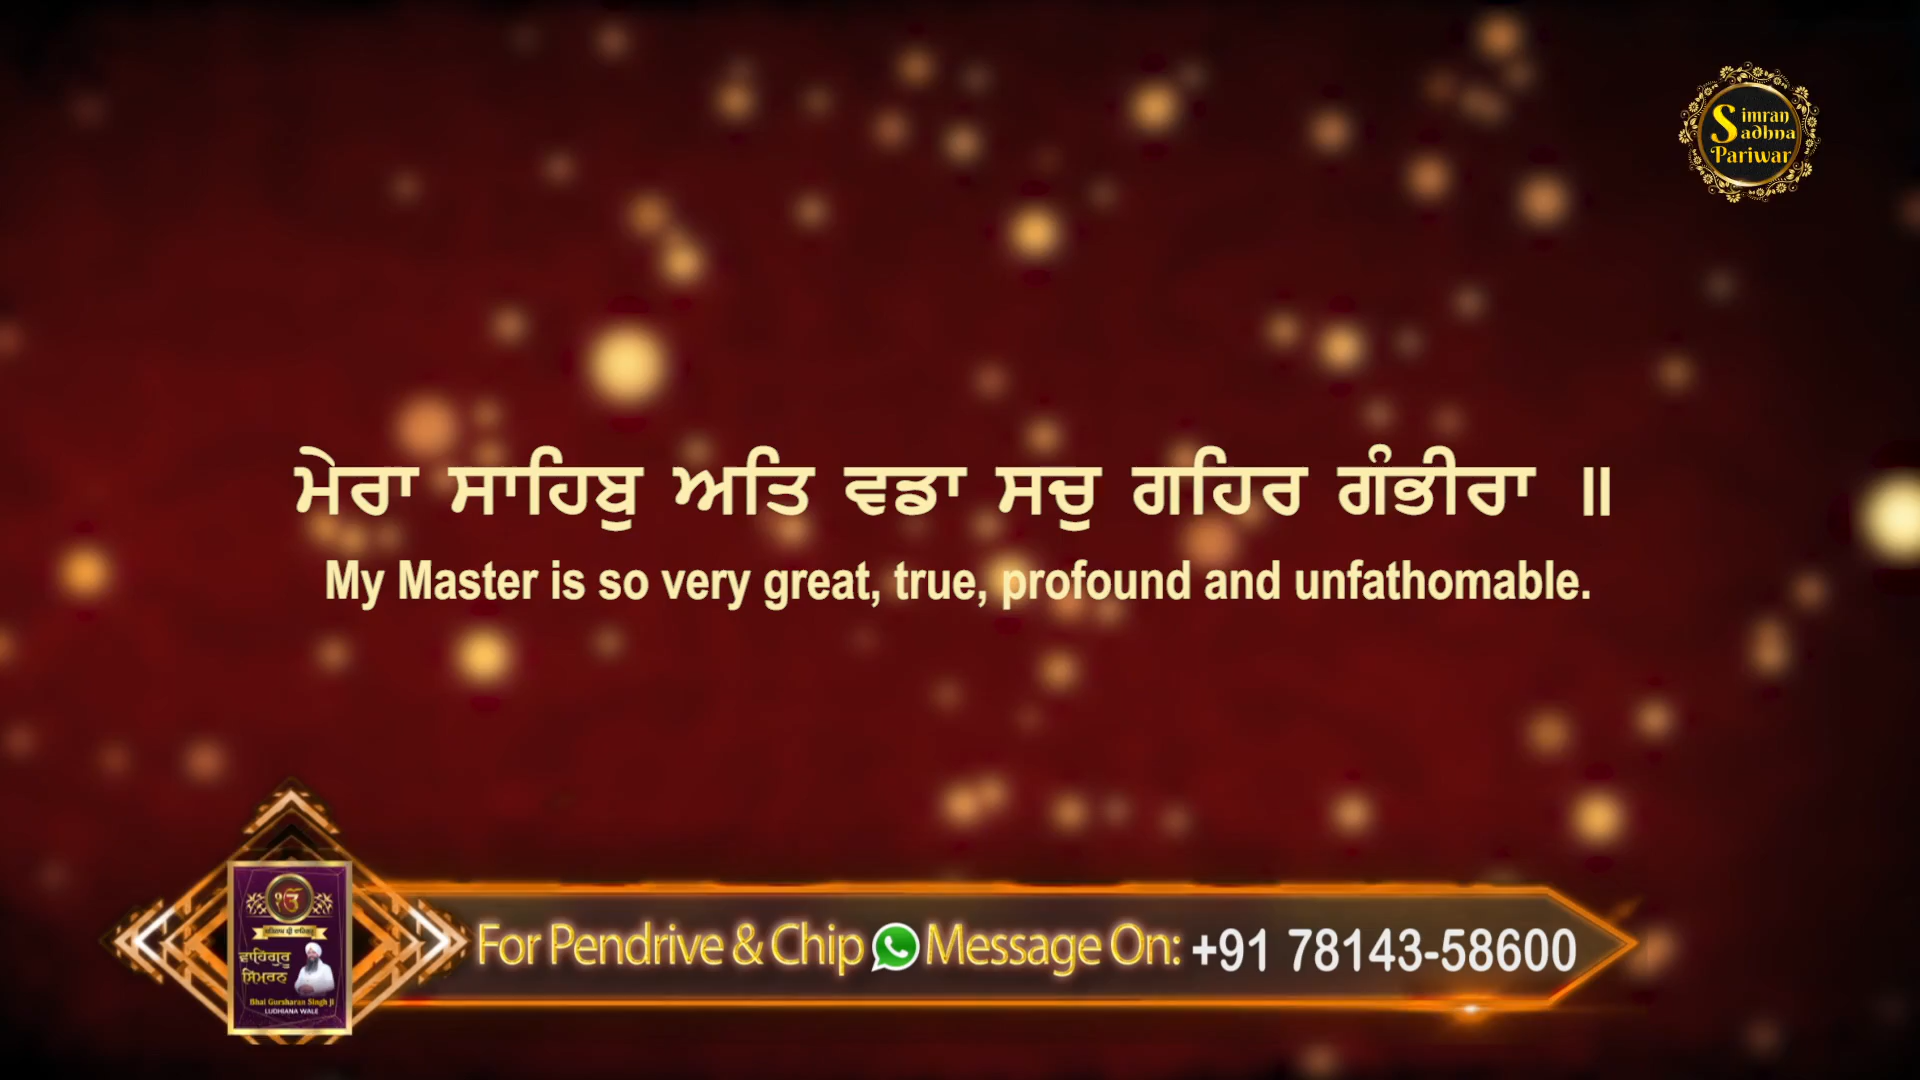 Simran
Sadhna
Pariwar
ਮੇਰਾ ਸਾਹਿਬੁ ਅਤਿ ਵਡਾ ਸਚੁ ਗਹਿਰ ਗੰਭੀਰਾ ॥
My Master is so very great, true, profound and unfathomable.
ੴ
ਵਾਹਿਗੁਰੂ
ਸਿਮਰਨ
Bhai Gursharan Singh Ji
LUDHIANA WALE
For Pendrive & Chip Message On: +91 78143-58600